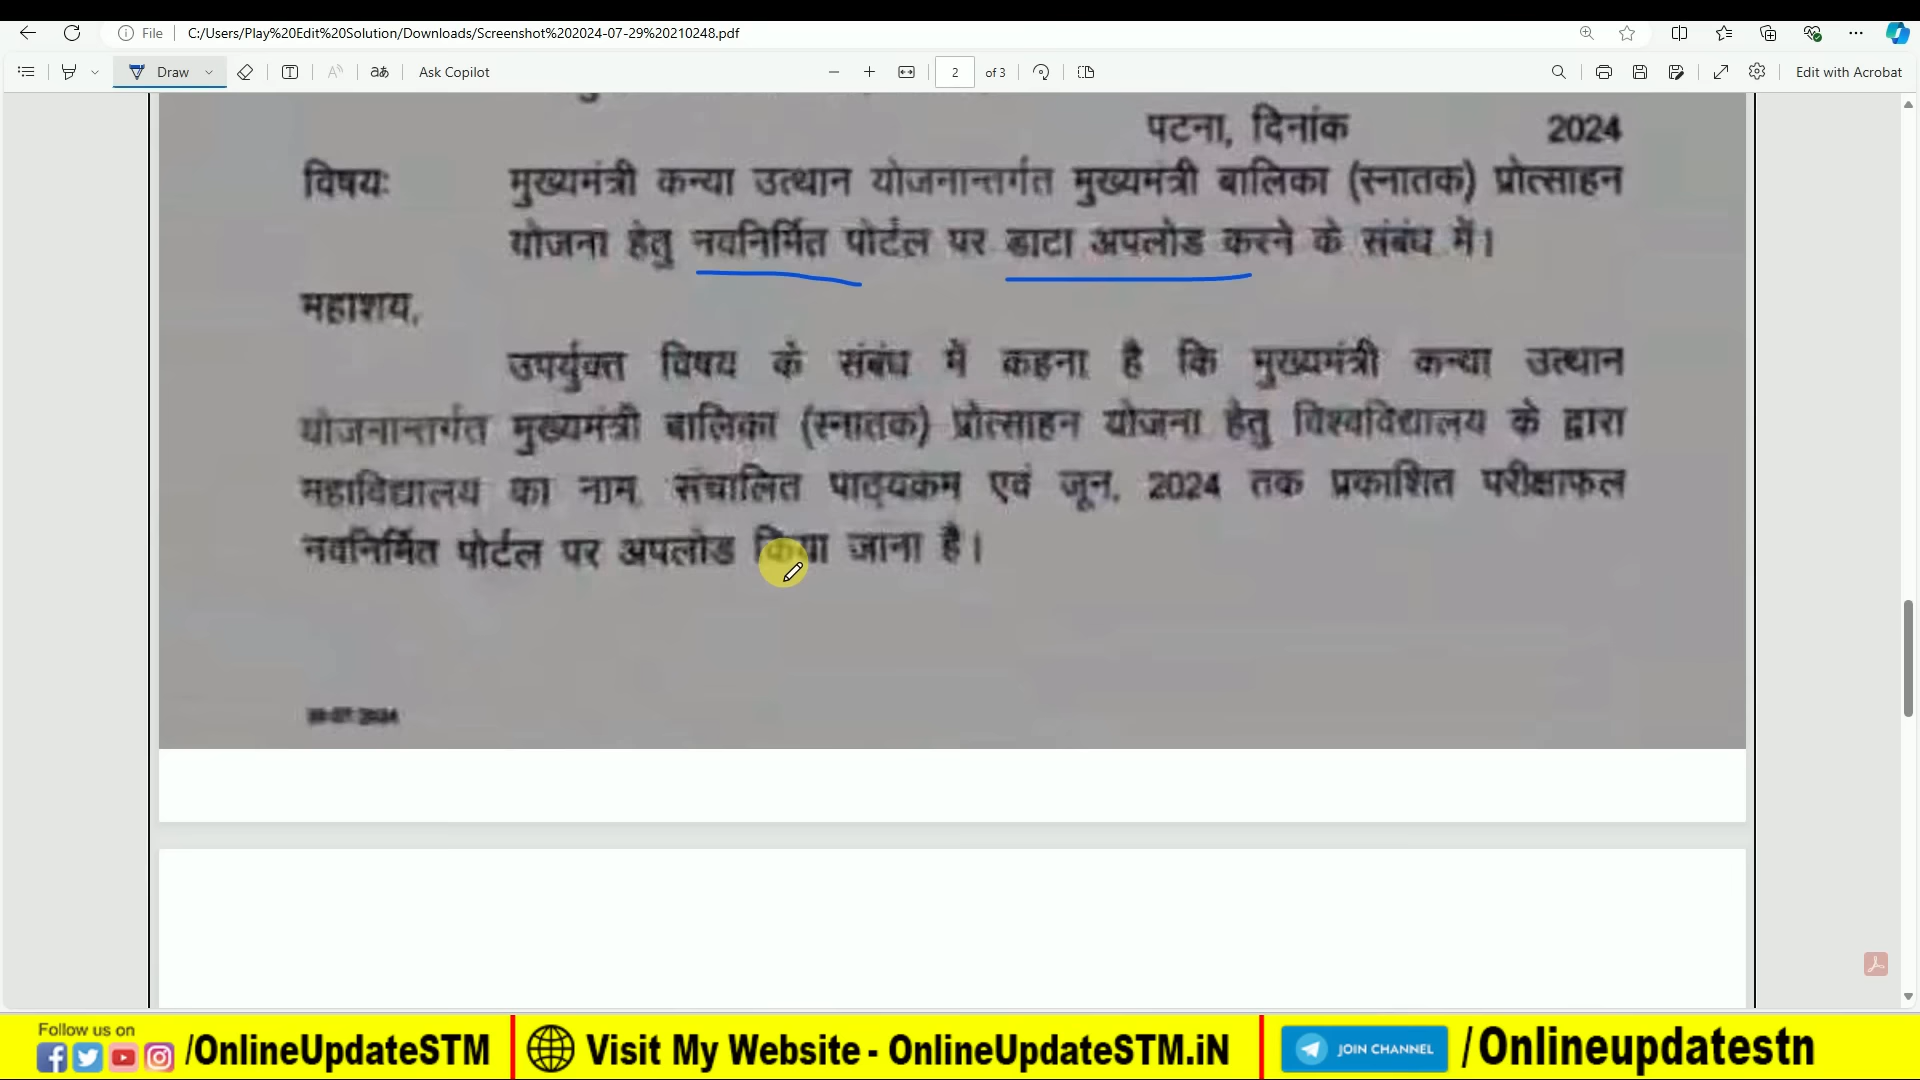 File
C:/Users/Play%20Edit%20Solution/Downloads/Screenshot%202024-07-29%20210248.pdf
Draw
Ask Copilot
2 of 3
Edit with Acrobat
पटना, दिनांक 2024
विषयः मुख्यमंत्री कन्या उत्थान योजनान्तर्गत मुख्यमंत्री बालिका (स्नातक) प्रोत्साहन
योजना हेतु नवनिर्मित पोर्टल पर डाटा अपलोड करने के संबंध में।
महाशय,
उपर्युक्त विषय के संबंध में कहना है कि मुख्यमंत्री कन्या उत्थान
योजनान्तर्गत मुख्यमंत्री बालिका (स्नातक) प्रोत्साहन योजना हेतु विश्वविद्यालय के द्वारा
महाविद्यालय का नाम, संचालित पाठ्यक्रम एवं जून, 2024 तक प्रकाशित परीक्षाफल
नवनिर्मित पोर्टल पर अपलोड किया जाना है।
Follow us on
/OnlineUpdateSTM
Visit My Website - OnlineUpdateSTM.iN
JOIN CHANNEL
/Onlineupdatestn